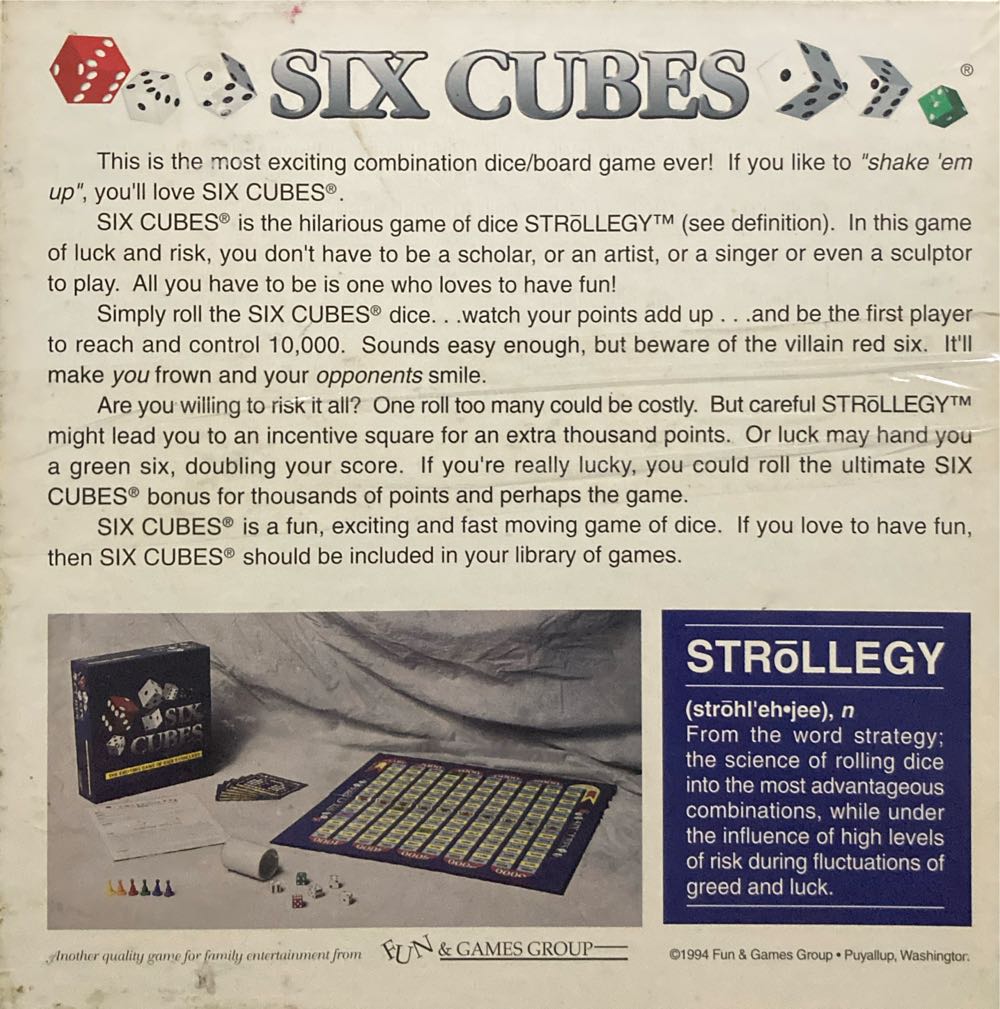 SIX CUBES®
This is the most exciting combination dice/board game ever! If you like to "shake 'em
up", you'll love SIX CUBES®.
SIX CUBES® is the hilarious game of dice STRōLLEGY™ (see definition). In this game
of luck and risk, you don't have to be a scholar, or an artist, or a singer or even a sculptor
to play. All you have to be is one who loves to have fun!
Simply roll the SIX CUBES® dice. . .watch your points add up . . .and be the first player
to reach and control 10,000. Sounds easy enough, but beware of the villain red six. It'll
make you frown and your opponents smile.
Are you willing to risk it all? One roll too many could be costly. But careful STRōLLEGY™
might lead you to an incentive square for an extra thousand points. Or luck may hand you
a green six, doubling your score. If you're really lucky, you could roll the ultimate SIX
CUBES® bonus for thousands of points and perhaps the game.
SIX CUBES® is a fun, exciting and fast moving game of dice. If you love to have fun,
then SIX CUBES® should be included in your library of games.
SIX
CUBES
STRōLLEGY
(strōhl'eh•jee), n
From the word strategy;
the science of rolling dice
into the most advantageous
combinations, while under
the influence of high levels
of risk during fluctuations of
greed and luck.
Another quality game for family entertainment from
FUN & GAMES GROUP
©1994 Fun & Games Group • Puyallup, Washington.